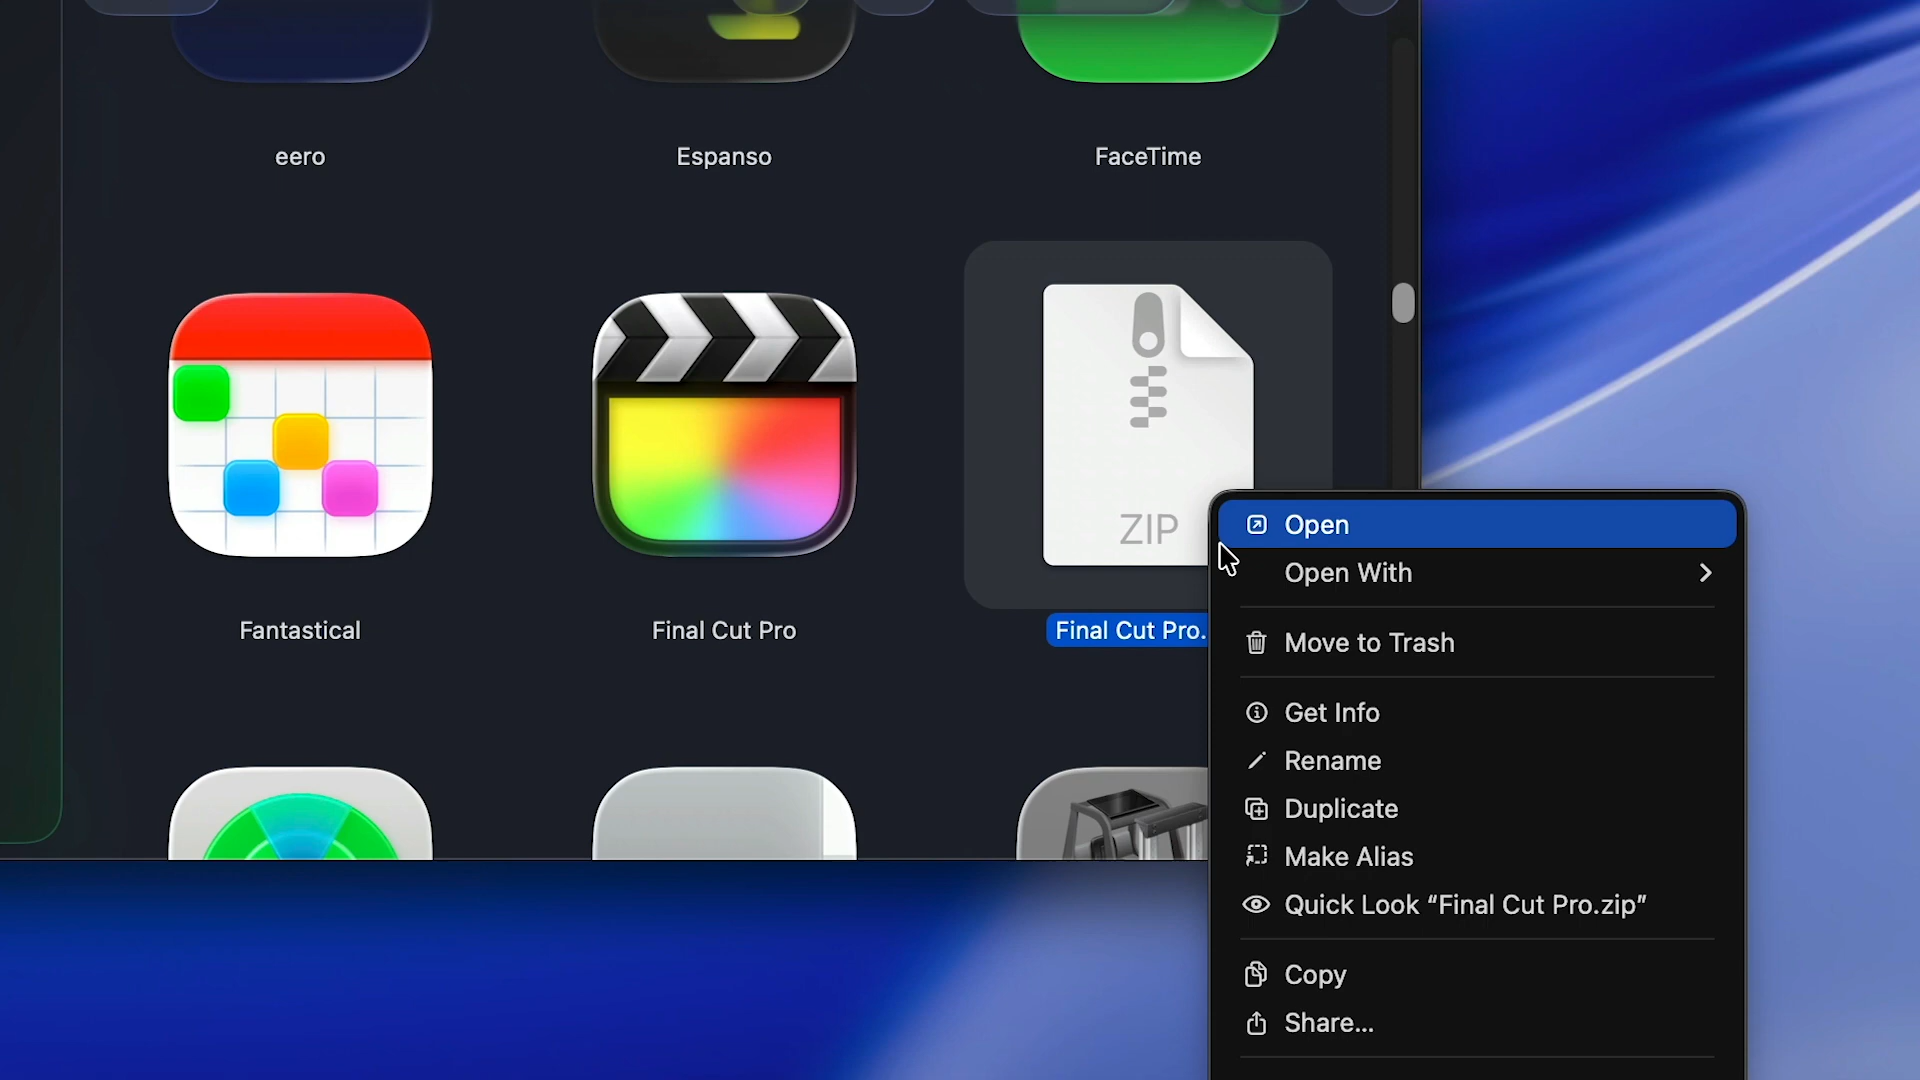 eero
Espanso
FaceTime
ZIP
Fantastical
Final Cut Pro
Final Cut Pro.
Open
Open With
Move to Trash
Get Info
Rename
Duplicate
Make Alias
Quick Look “Final Cut Pro.zip”
Copy
Share...